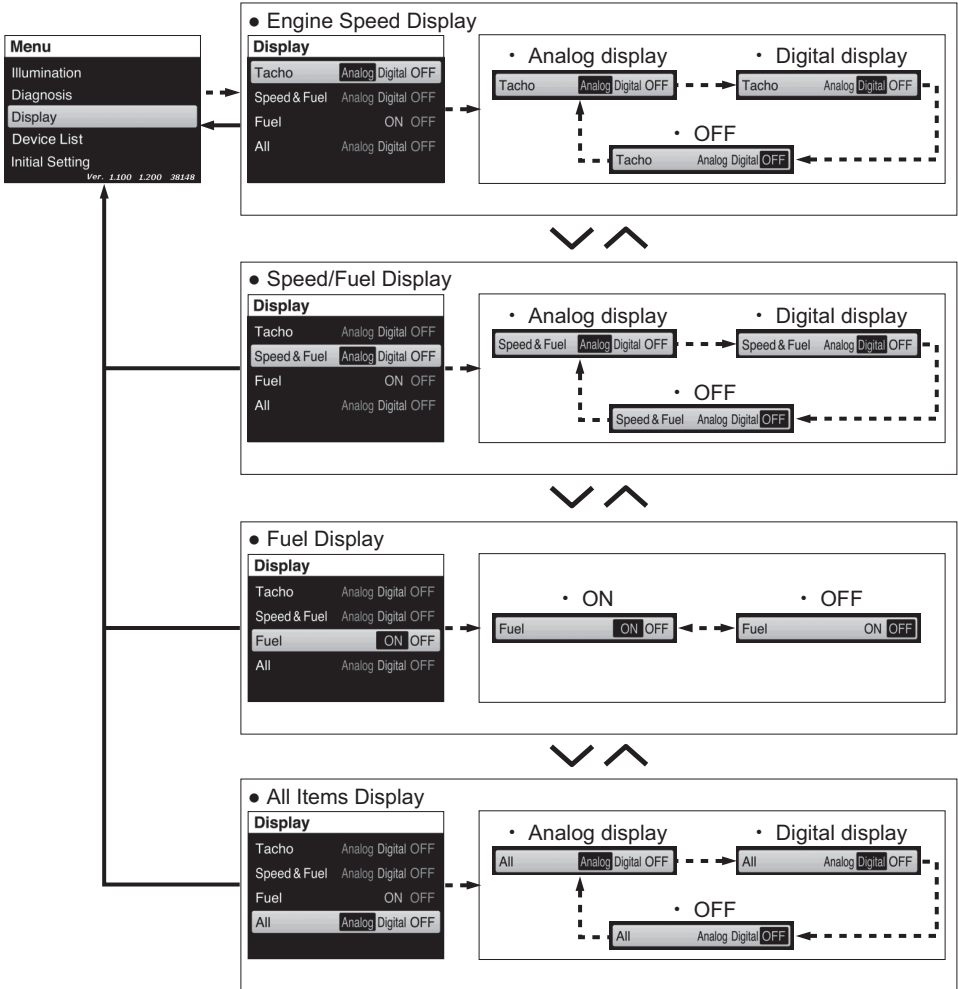 Menu
Illumination
Diagnosis
Display
Device List
Initial Setting
Ver. 1.100 1.200 38148
● Engine Speed Display
Display
Tacho Analog Digital OFF
Speed & Fuel Analog Digital OFF
Fuel ON OFF
All Analog Digital OFF
・ Analog display
Tacho Analog Digital OFF
・ Digital display
Tacho Analog Digital OFF
・ OFF
Tacho Analog Digital OFF
● Speed/Fuel Display
Display
Tacho Analog Digital OFF
Speed & Fuel Analog Digital OFF
Fuel ON OFF
All Analog Digital OFF
・ Analog display
Speed & Fuel Analog Digital OFF
・ Digital display
Speed & Fuel Analog Digital OFF
・ OFF
Speed & Fuel Analog Digital OFF
● Fuel Display
Display
Tacho Analog Digital OFF
Speed & Fuel Analog Digital OFF
Fuel ON OFF
All Analog Digital OFF
・ ON
Fuel ON OFF
・ OFF
Fuel ON OFF
● All Items Display
Display
Tacho Analog Digital OFF
Speed & Fuel Analog Digital OFF
Fuel ON OFF
All Analog Digital OFF
・ Analog display
All Analog Digital OFF
・ Digital display
All Analog Digital OFF
・ OFF
All Analog Digital OFF